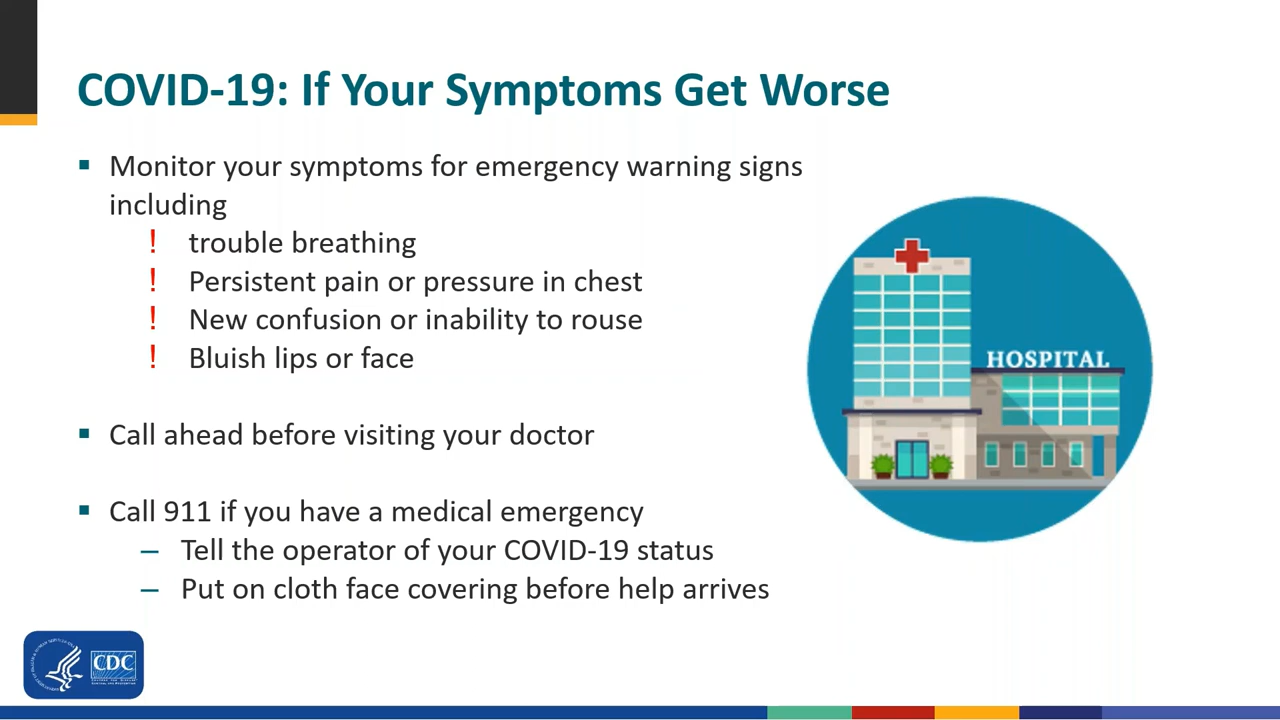 COVID-19: If Your Symptoms Get Worse
▪ Monitor your symptoms for emergency warning signs
including
! trouble breathing
! Persistent pain or pressure in chest
! New confusion or inability to rouse
! Bluish lips or face
▪ Call ahead before visiting your doctor
▪ Call 911 if you have a medical emergency
– Tell the operator of your COVID-19 status
– Put on cloth face covering before help arrives
HOSPITAL
CDC